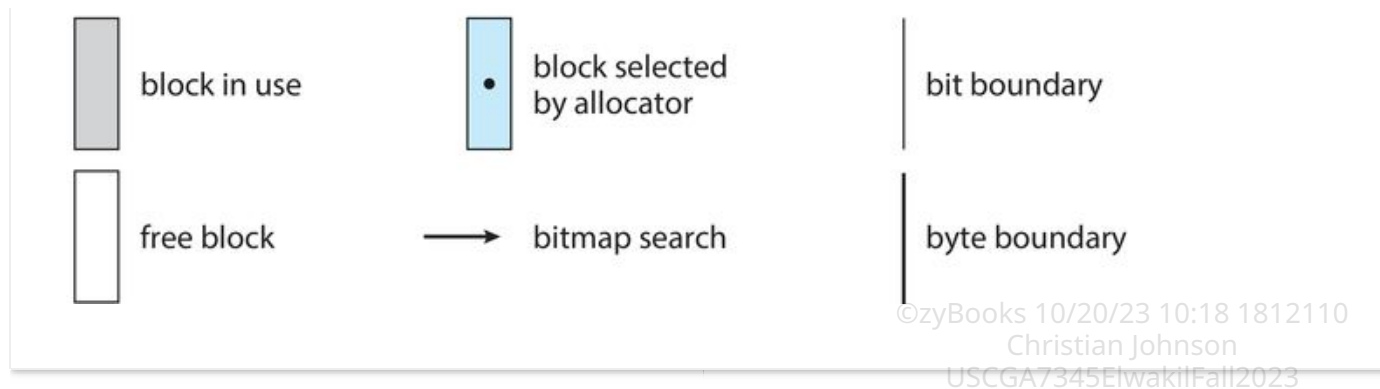 block in use
block selected
by allocator
bit boundary
free block
bitmap search
byte boundary
©zyBooks 10/20/23 10:18 1812110
Christian Johnson
USCGA7345ElwakilFall2023